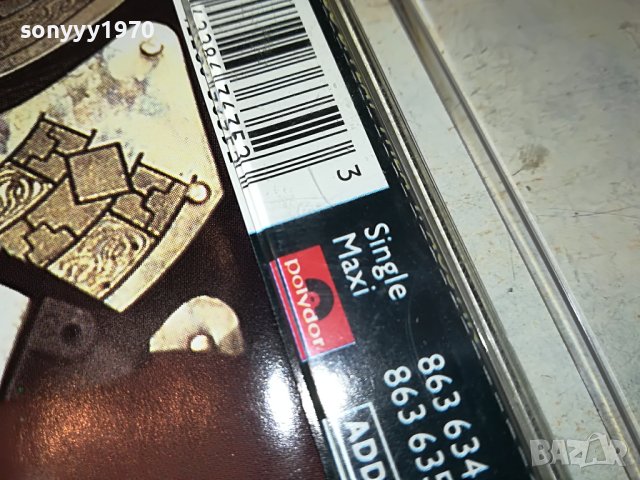 sonyyy1970
3
Single
Maxi
polydor
863 634
863 635
ADD
BAZAR